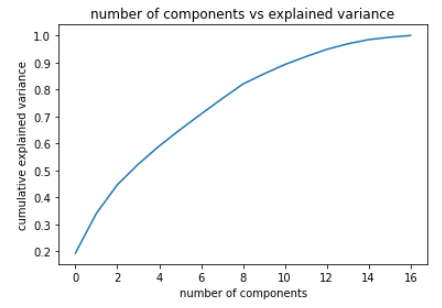 number of components vs explained variance
1.0
0.9
0.8
0.7
0.6
0.5
0.4
0.3
0.2
cumulative explained variance
0 2 4 6 8 10 12 14 16
number of components